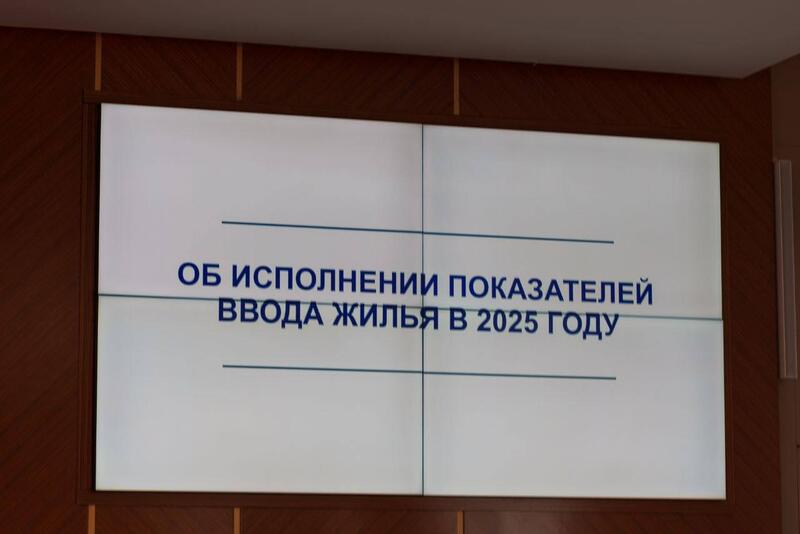 ОБ ИСПОЛНЕНИИ ПОКАЗАТЕЛЕЙ
ВВОДА ЖИЛЬЯ В 2025 ГОДУ